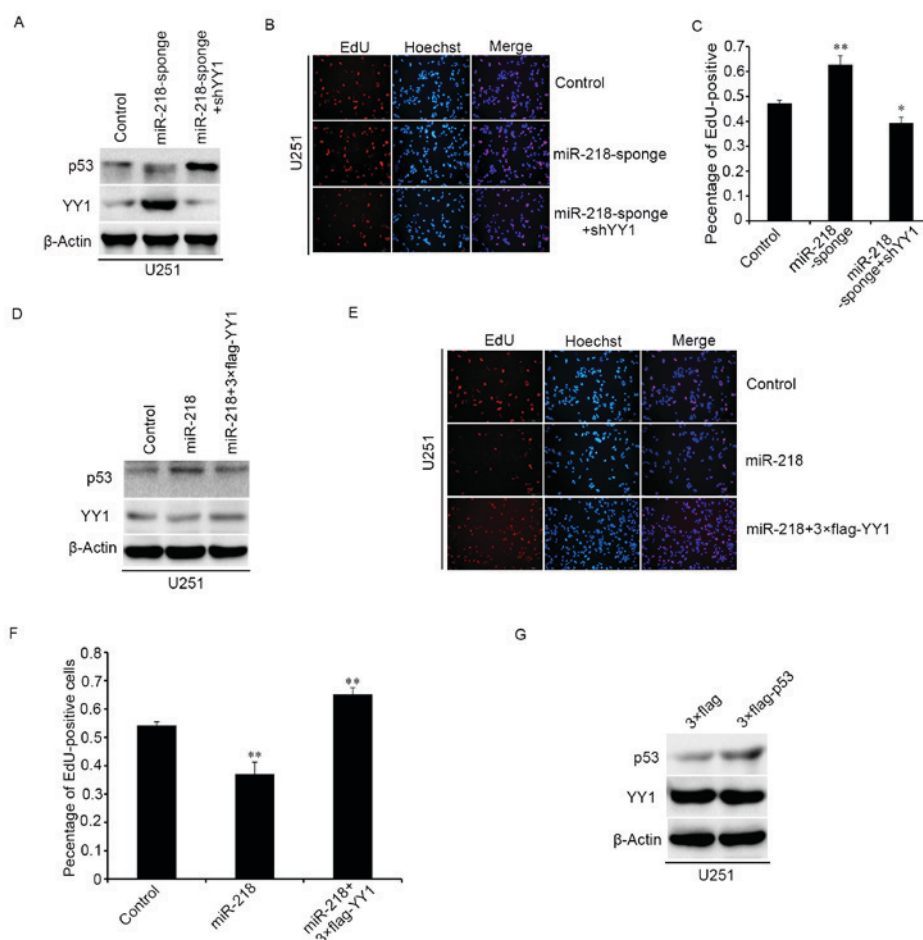 A
Control
miR-218-sponge
miR-218-sponge
+shYY1
p53
YY1
β-Actin
U251
B
EdU
Hoechst
Merge
U251
Control
miR-218-sponge
miR-218-sponge
+shYY1
C
Pecentage of EdU-positive
0.7
0.6
0.5
0.4
0.3
0.2
0.1
0
**
*
Control
miR-218
-sponge
miR-218
-sponge+shYY1
D
Control
miR-218
miR-218+3×flag-YY1
p53
YY1
β-Actin
U251
E
EdU
Hoechst
Merge
U251
Control
miR-218
miR-218+3×flag-YY1
F
Pecentage of EdU-positive cells
0.8
0.7
0.6
0.5
0.4
0.3
0.2
0.1
0
**
**
Control
miR-218
miR-218+
3×flag-YY1
G
3×flag
3×flag-p53
p53
YY1
β-Actin
U251